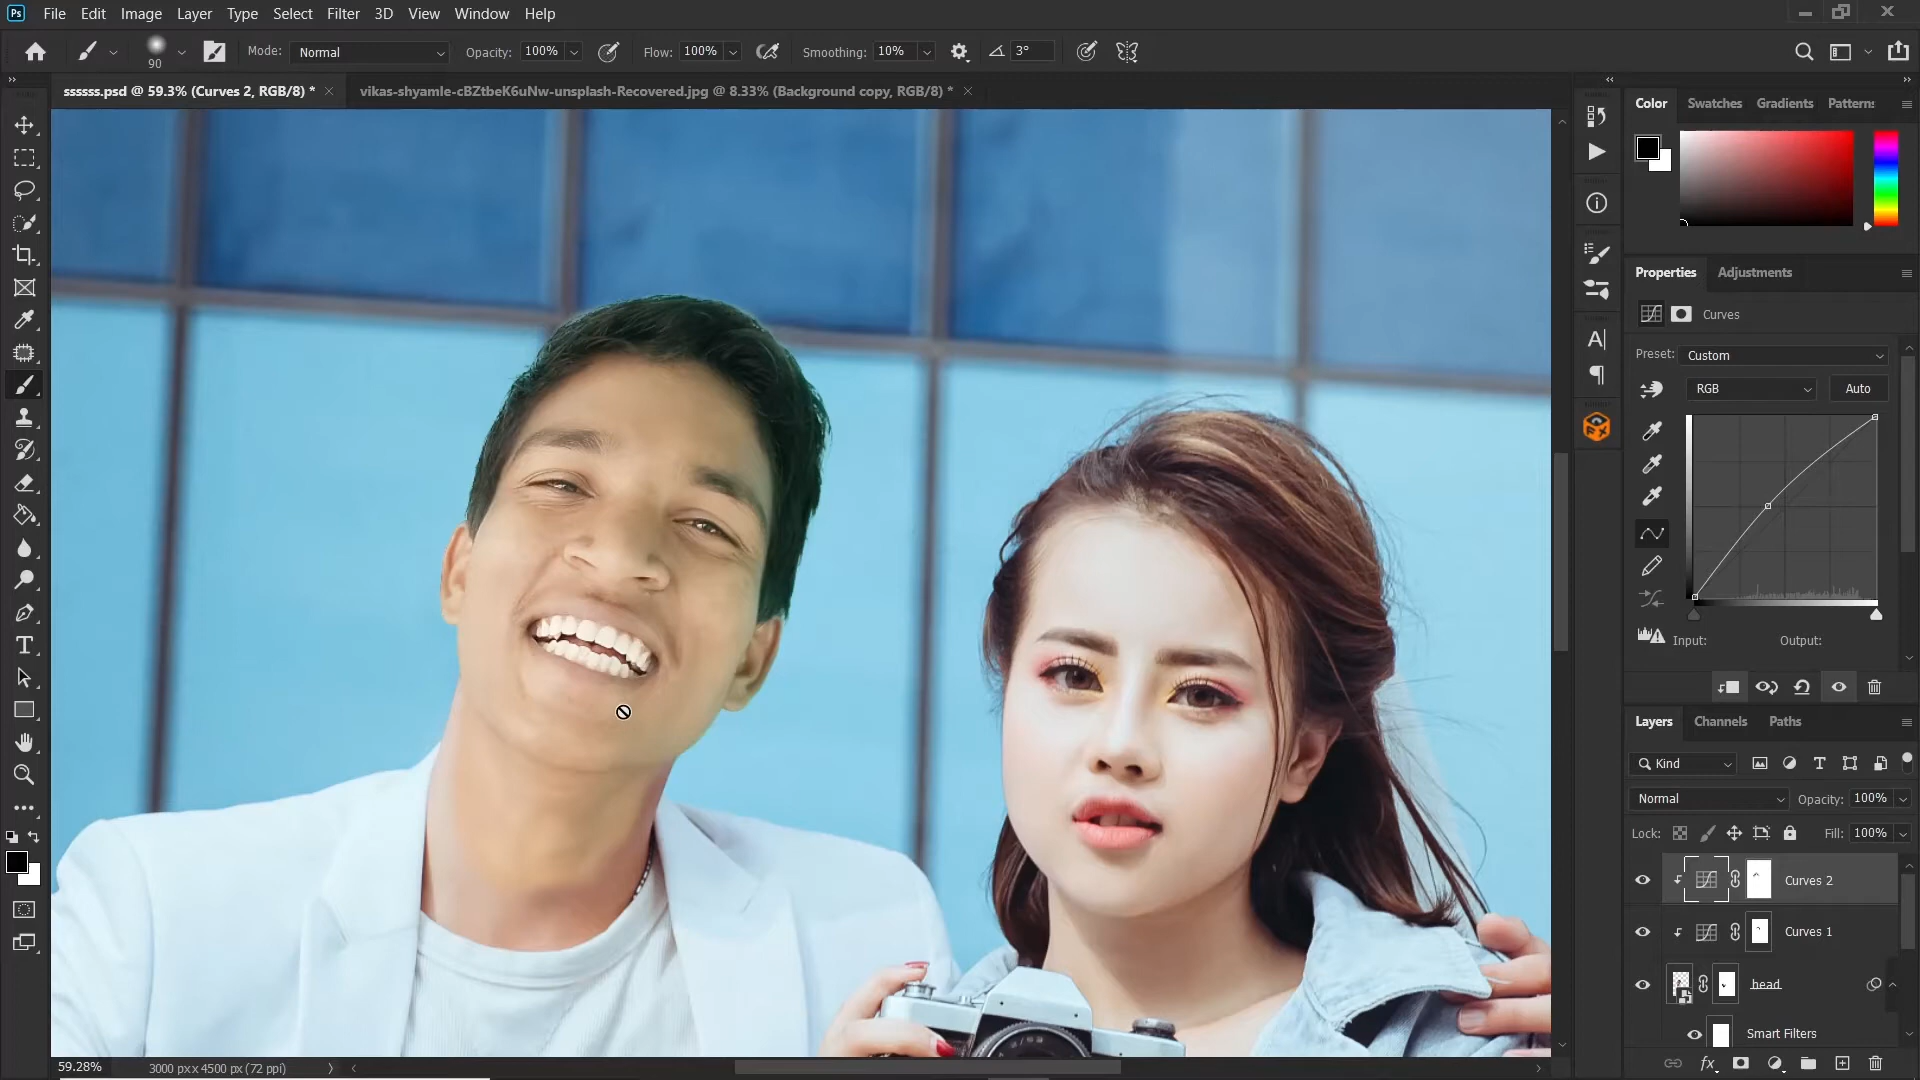 Ps File Edit Image Layer Type Select Filter 3D View Window Help
90 Mode: Normal Opacity: 100% Flow: 100% Smoothing: 10% 3°
ssssss.psd @ 59.3% (Curves 2, RGB/8) * vikas-shyamle-cBZtbeK6uNw-unsplash-Recovered.jpg @ 8.33% (Background copy, RGB/8) *
Color Swatches Gradients Patterns
Properties Adjustments
Curves
Preset: Custom
RGB Auto
Input: Output:
Layers Channels Paths
Kind
Normal Opacity: 100%
Lock: Fill: 100%
Curves 2
Curves 1
head
Smart Filters
59.28% 3000 px x 4500 px (72 ppi)